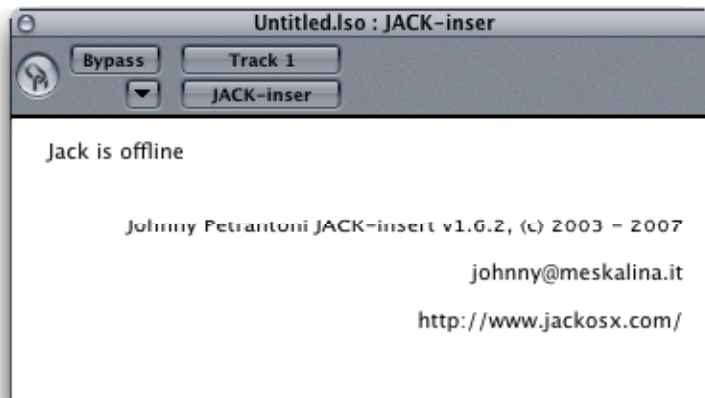 Untitled.lso : JACK-inser
Bypass
Track 1
JACK-inser
Jack is offline
Johnny Petrantoni JACK-insert v1.6.2, (c) 2003 - 2007
johnny@meskalina.it
http://www.jackosx.com/